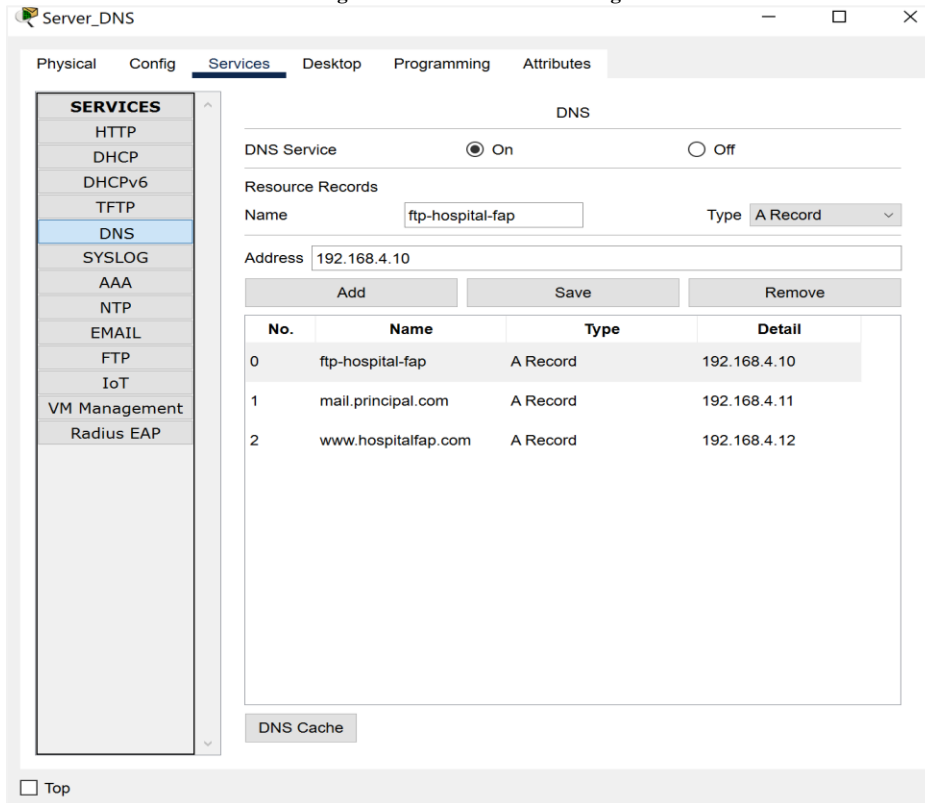 Server_DNS
Physical Config Services Desktop Programming Attributes
SERVICES
HTTP
DHCP
DHCPv6
TFTP
DNS
SYSLOG
AAA
NTP
EMAIL
FTP
IoT
VM Management
Radius EAP
DNS
DNS Service On Off
Resource Records
Name ftp-hospital-fap Type A Record
Address 192.168.4.10
Add Save Remove
No. Name Type Detail
0 ftp-hospital-fap A Record 192.168.4.10
1 mail.principal.com A Record 192.168.4.11
2 www.hospitalfap.com A Record 192.168.4.12
DNS Cache
Top